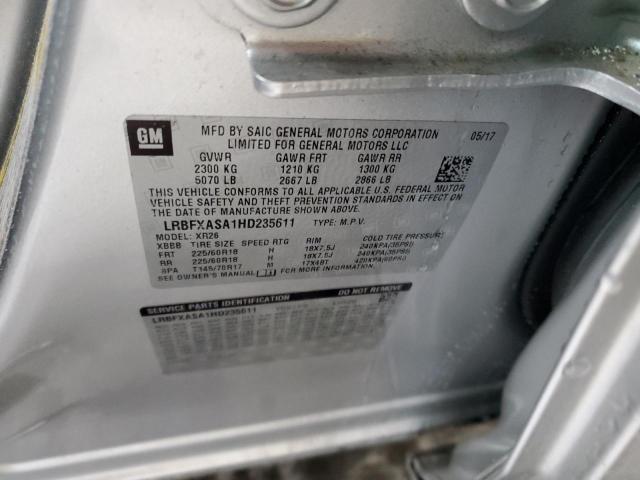 GM
MFD BY SAIC GENERAL MOTORS CORPORATION 05/17
LIMITED FOR GENERAL MOTORS LLC
GVWR GAWR FRT GAWR RR
2300 KG 1210 KG 1300 KG
5070 LB 2667 LB 2866 LB
THIS VEHICLE CONFORMS TO ALL APPLICABLE U.S. FEDERAL MOTOR
VEHICLE SAFETY AND THEFT PREVENTION STANDARDS IN EFFECT ON
THE DATE OF MANUFACTURE SHOWN ABOVE.
LRBFXASA1HD235611 TYPE: M.P.V.
MODEL: XR26
XBBB TIRE SIZE SPEED RTG RIM COLD TIRE PRESSURE
FRT 225/60R18 H 18X7.5J 240KPA(35PSI)
RR 225/60R18 H 18X7.5J 240KPA(35PSI)
SPA T145/70R17 M 17X4BT 420KPA(60PSI)
SEE OWNER'S MANUAL
SERVICE PARTS IDENTIFICATION DO NOT REMOVE
LRBFXASA1HD235611